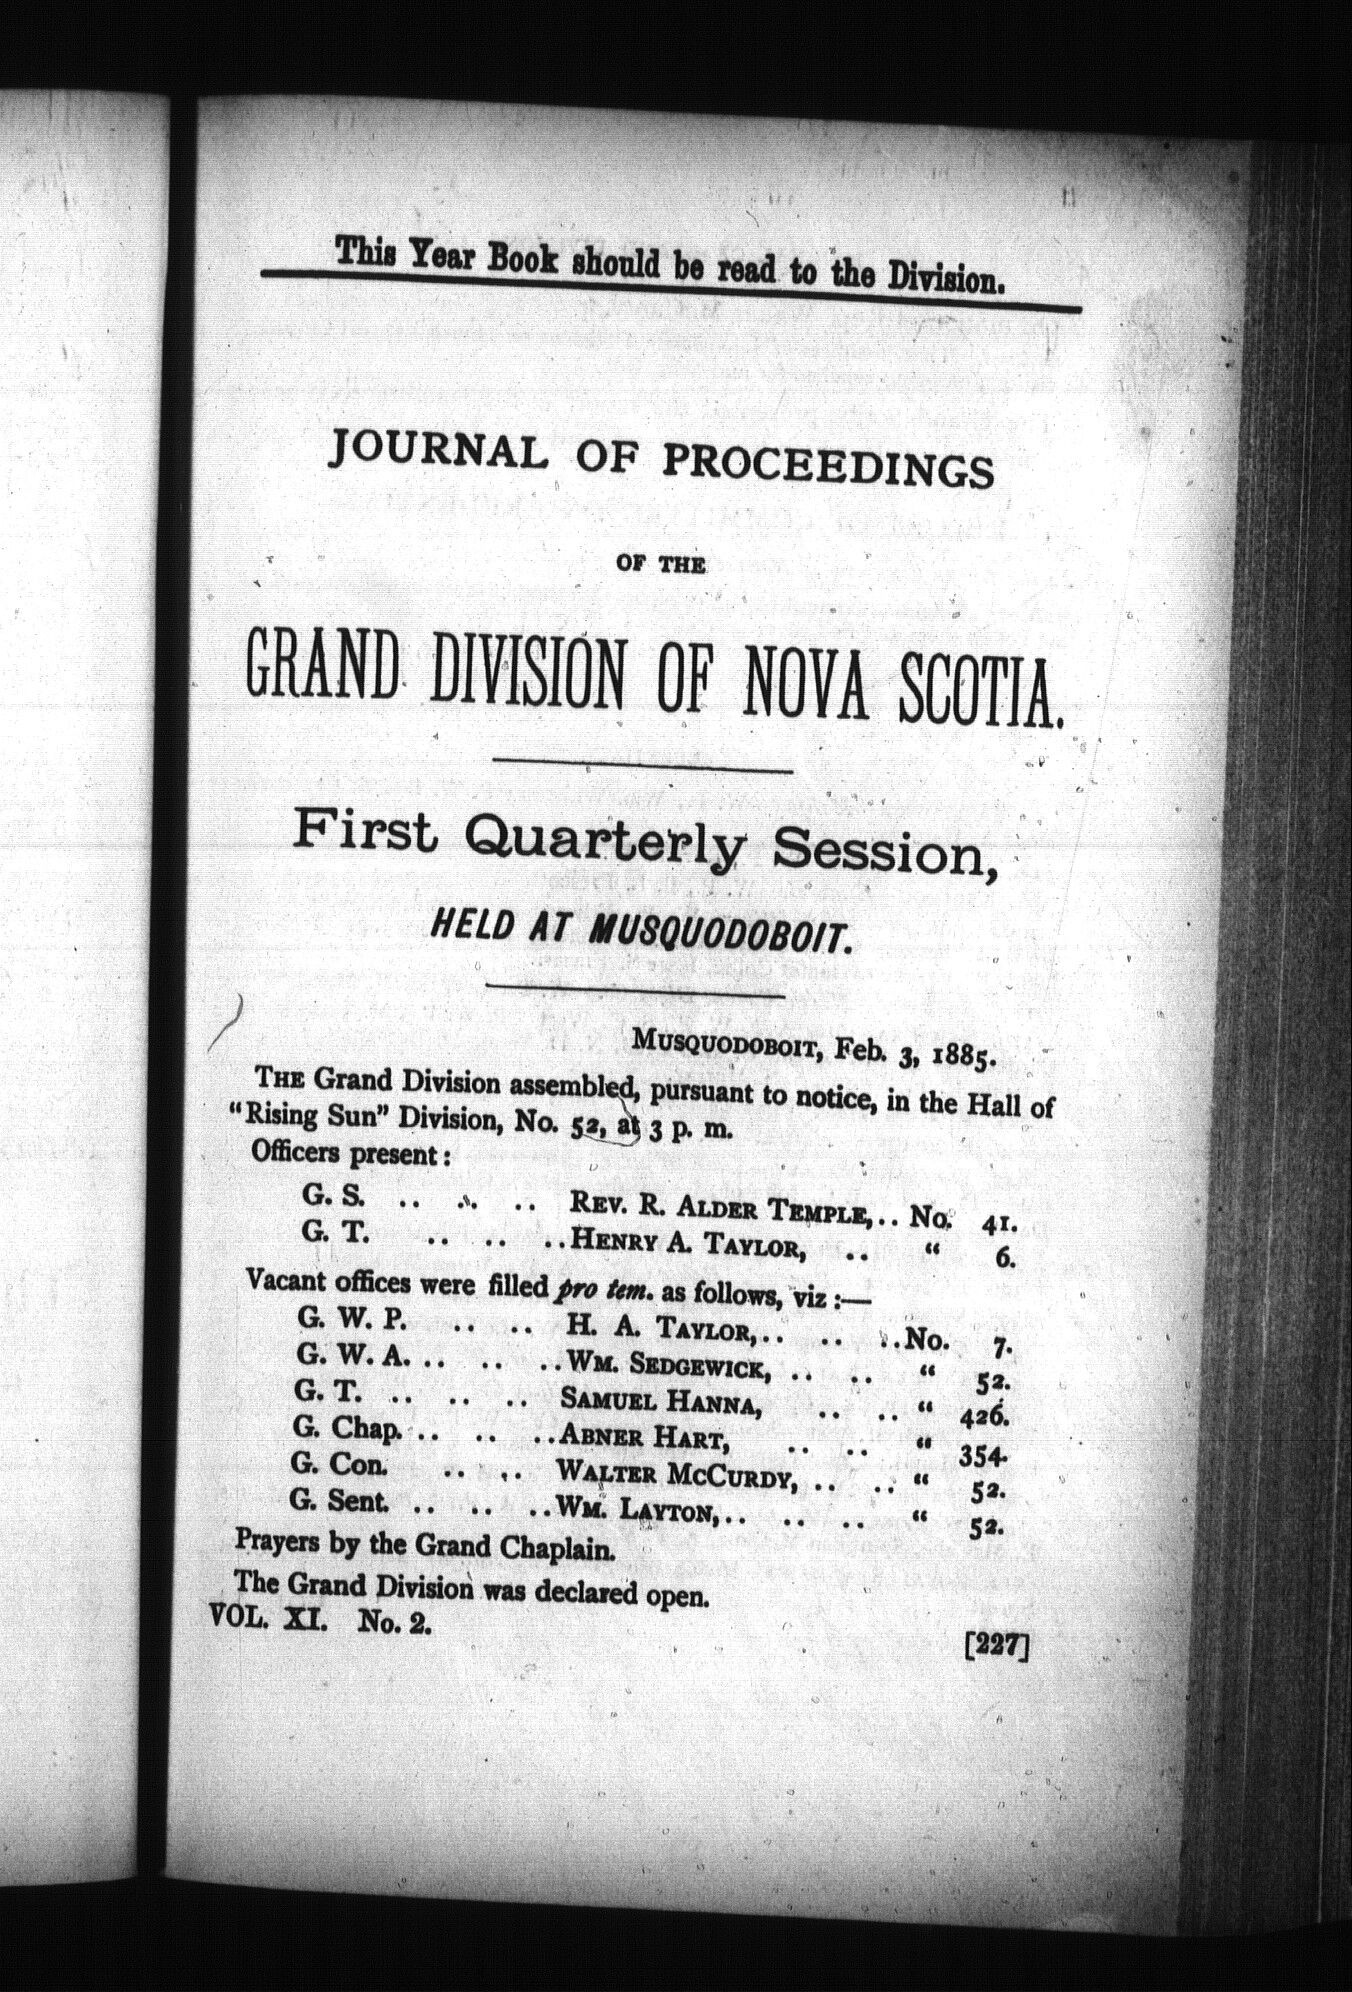 This Year Book should be read to the Division.
JOURNAL OF PROCEEDINGS
OF THE
GRAND DIVISION OF NOVA SCOTIA.
First Quarterly Session,
HELD AT MUSQUODOBOIT.
MUSQUODOBOIT, Feb. 3, 1885.
THE Grand Division assembled, pursuant to notice, in the Hall of
"Rising Sun" Division, No. 52, at 3 p. m.
Officers present:
G. S. .. .. .. REV. R. ALDER TEMPLE, .. No. 41.
G. T. .. .. .. HENRY A. TAYLOR, .. " 6.
Vacant offices were filled pro tem. as follows, viz:—
G. W. P. .. .. H. A. TAYLOR, .. .. .. No. 7.
G. W. A. .. .. .. WM. SEDGEWICK, .. .. " 52.
G. T. .. .. .. SAMUEL HANNA, .. .. " 426.
G. Chap. .. .. .. ABNER HART, .. .. " 354.
G. Con. .. .. WALTER MCCURDY, .. .. " 52.
G. Sent. .. .. .. WM. LAYTON, .. .. .. " 52.
Prayers by the Grand Chaplain.
The Grand Division was declared open.
VOL. XI. No. 2.
[227]